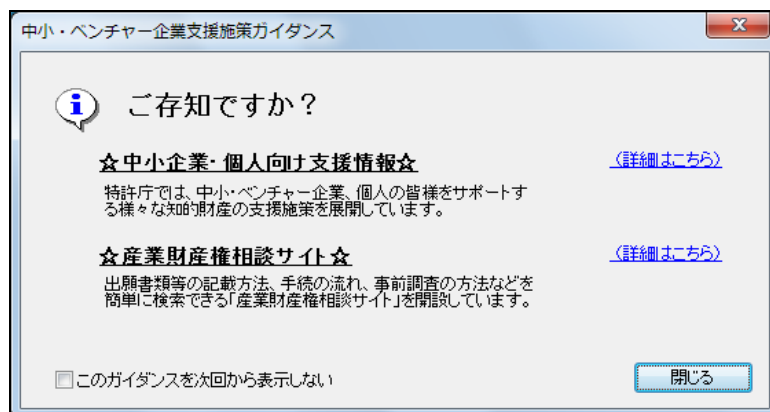 中小・ベンチャー企業支援施策ガイダンス
ご存知ですか？
☆中小企業・個人向け支援情報☆
（詳細はこちら）
特許庁では、中小・ベンチャー企業、個人の皆様をサポートす
る様々な知的財産の支援施策を展開しています。
☆産業財産権相談サイト☆
（詳細はこちら）
出願書類等の記載方法、手続の流れ、事前調査の方法などを
簡単に検索できる「産業財産権相談サイト」を開設しています。
このガイダンスを次回から表示しない
閉じる